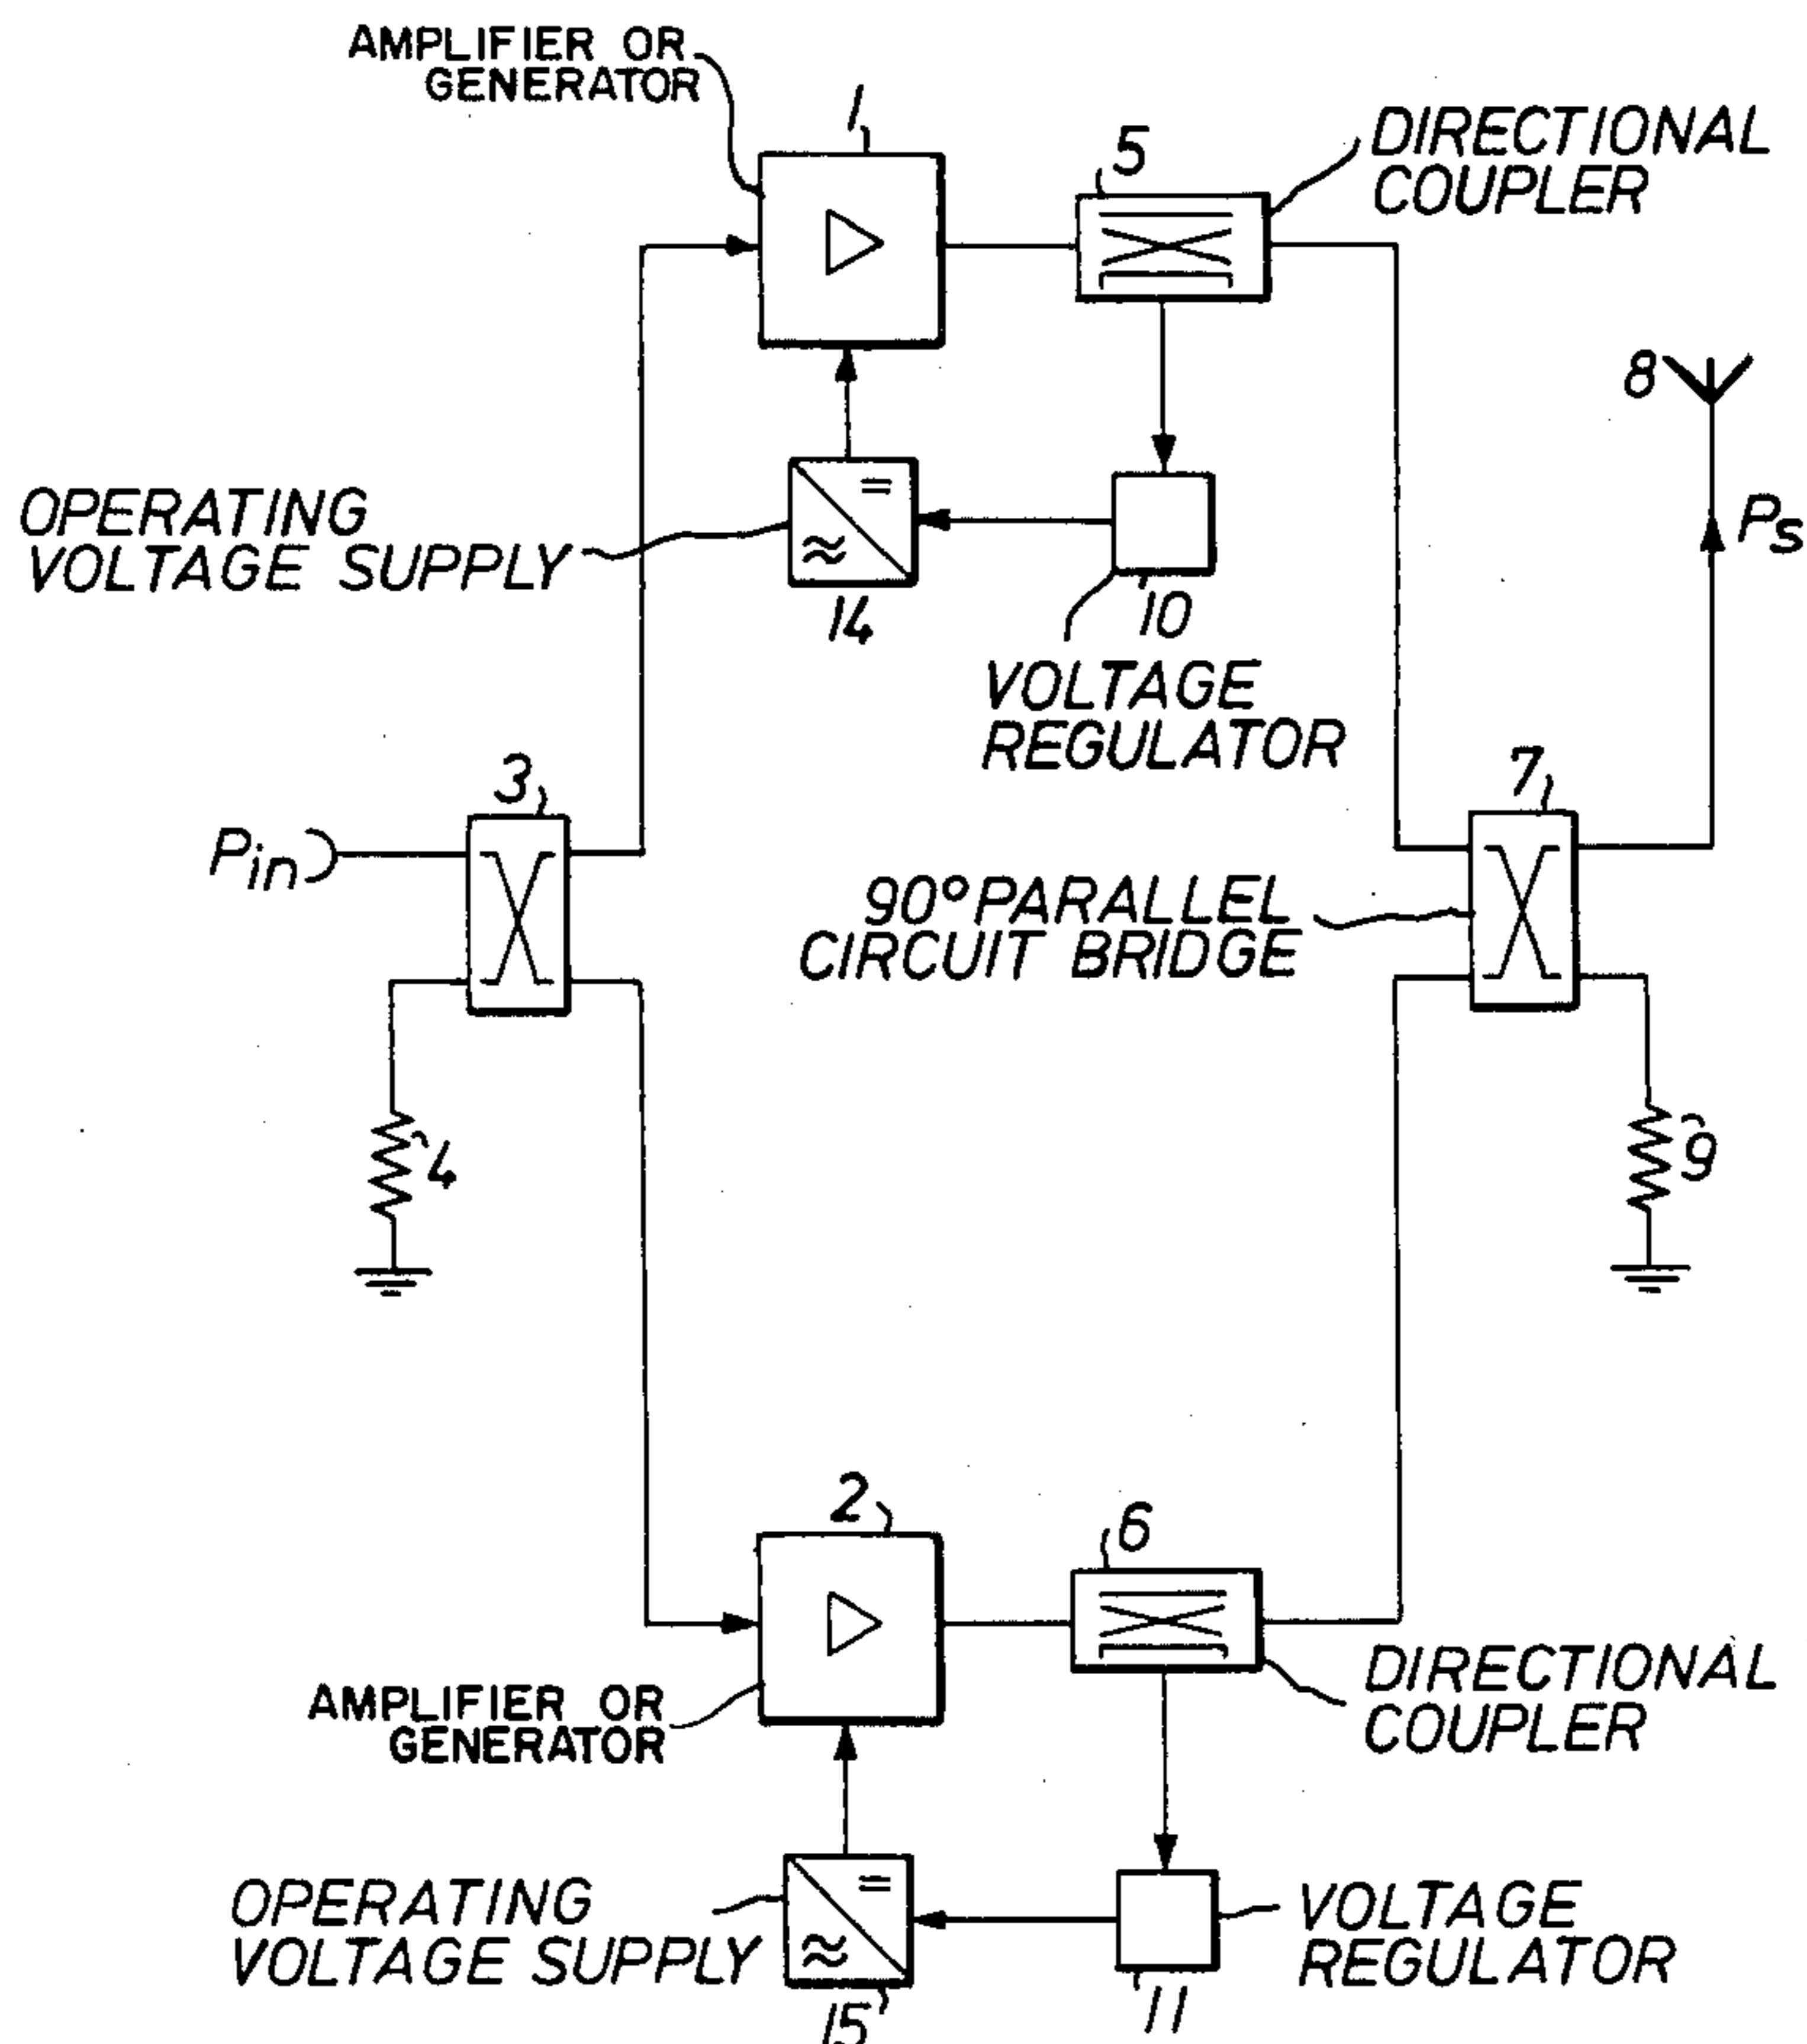 AMPLIFIER OR
GENERATOR
1
5
DIRECTIONAL
COUPLER
8
OPERATING
VOLTAGE SUPPLY
14
10
Ps
VOLTAGE
REGULATOR
3
7
Pin
90° PARALLEL
CIRCUIT BRIDGE
4
9
2
6
AMPLIFIER OR
GENERATOR
DIRECTIONAL
COUPLER
OPERATING
VOLTAGE SUPPLY
15
VOLTAGE
REGULATOR
11